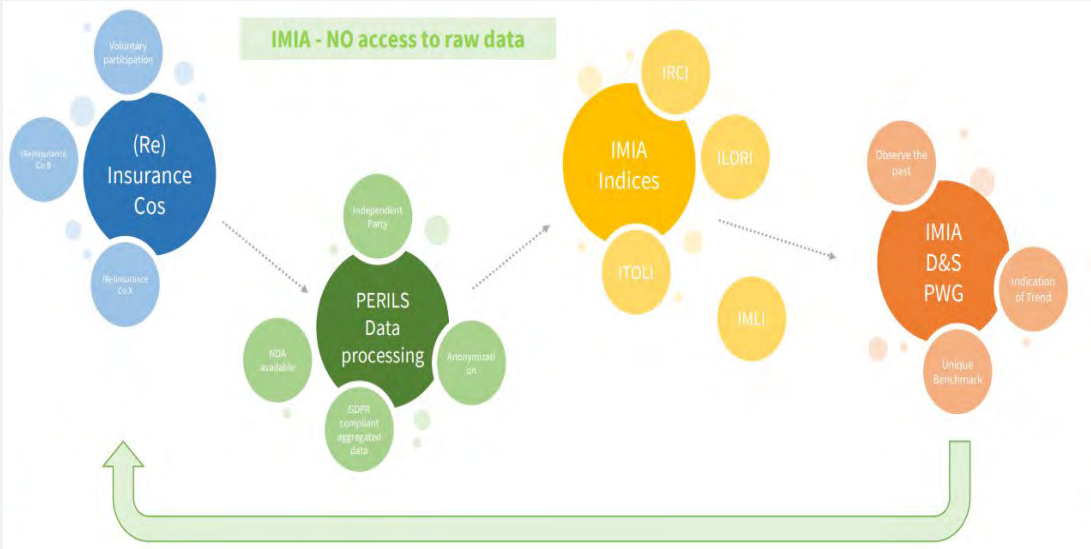 IMIA - NO access to raw data
Voluntary
participation
(Re)Insurance
Co B
(Re)
Insurance
Cos
(Re)Insurance
Co X
Independent
Party
PERILS
Data
processing
NDA
available
Anonymizati
on
GDPR
compliant
aggregated
data
IRCI
IMIA
Indices
ILORI
ITOLI
IMLI
Observe the
past
IMIA
D&S
PWG
Indication
of Trend
Unique
Benchmark